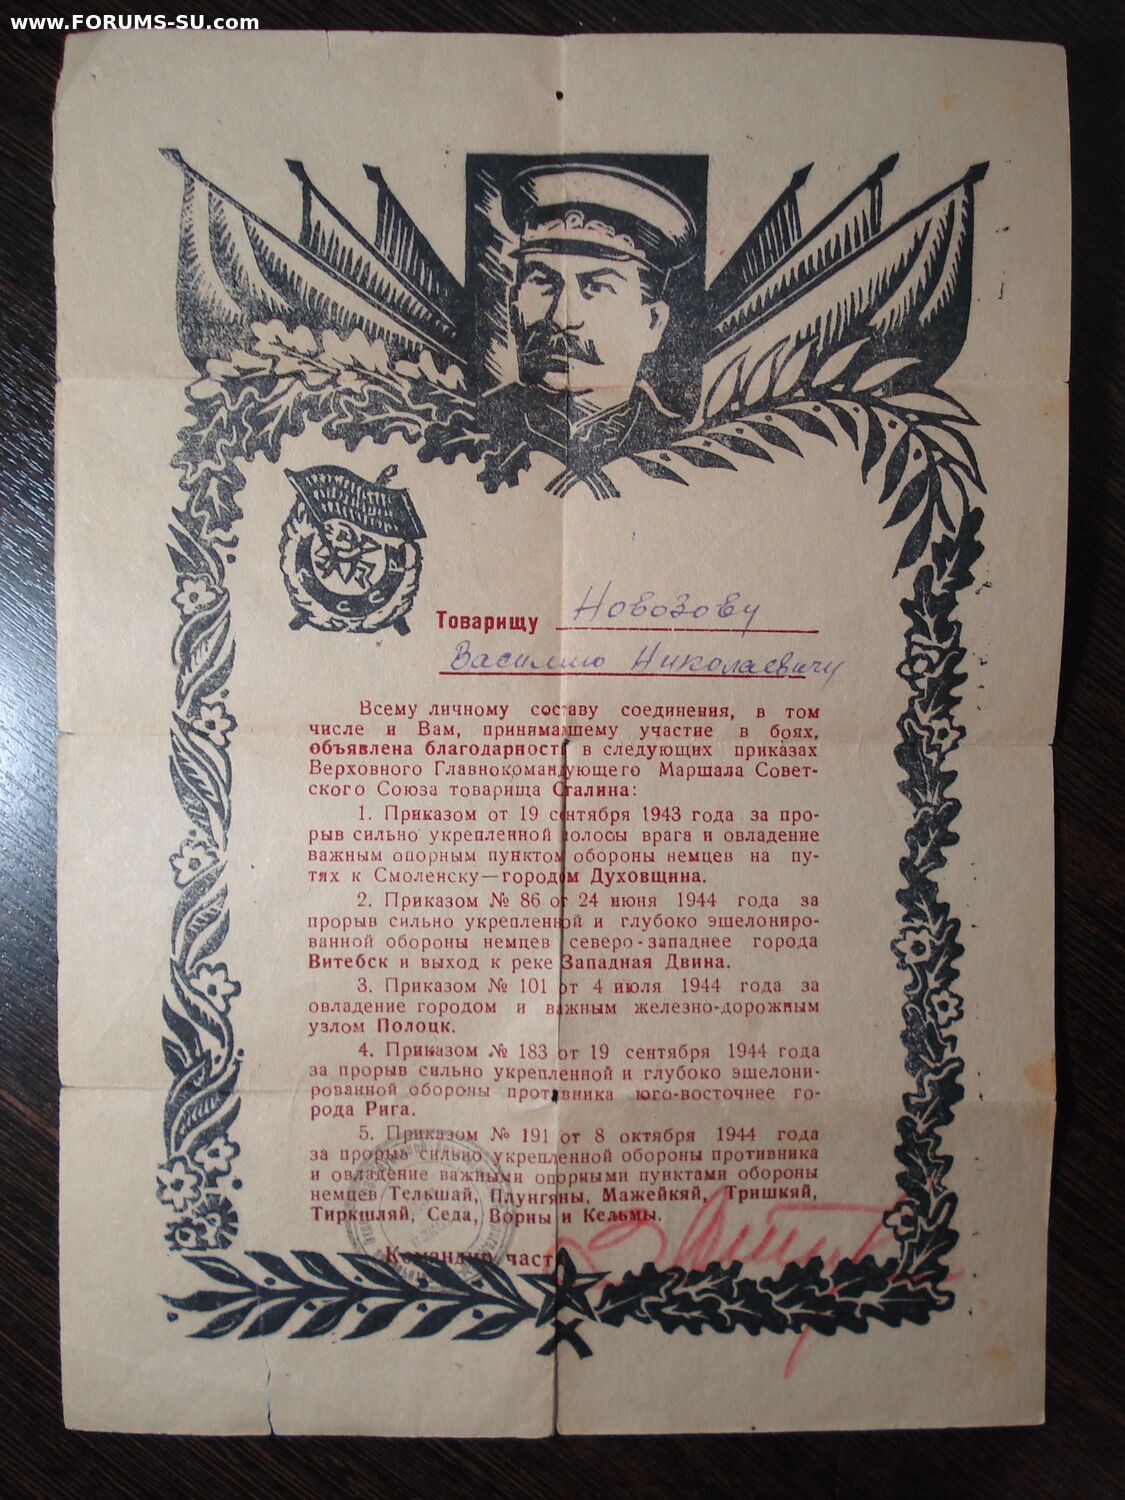 www.FORUMS-SU.com
СССР
Товарищу Новозову
Василию Николаевичу
Всему личному составу соединения, в том
числе и Вам, принимавшему участие в боях,
объявлена благодарность в следующих приказах
Верховного Главнокомандующего Маршала Совет-
ского Союза товарища Сталина:
1. Приказом от 19 сентября 1943 года за про-
рыв сильно укрепленной полосы врага и овладение
важным опорным пунктом обороны немцев на пу-
тях к Смоленску—городом Духовщина.
2. Приказом № 86 от 24 июня 1944 года за
прорыв сильно укрепленной и глубоко эшелониро-
ванной обороны немцев северо-западнее города
Витебск и выход к реке Западная Двина.
3. Приказом № 101 от 4 июля 1944 года за
овладение городом и важным железно-дорожным
узлом Полоцк.
4. Приказом № 183 от 19 сентября 1944 года
за прорыв сильно укрепленной и глубоко эшелони-
рованной обороны противника юго-восточнее го-
рода Рига.
5. Приказом № 191 от 8 октября 1944 года
за прорыв сильно укрепленной обороны противника
и овладение важными опорными пунктами обороны
немцев Тельшай, Плунгяны, Мажейкяй, Тришкяй,
Тиркшляй, Седа, Ворны и Кельмы.
Командир части